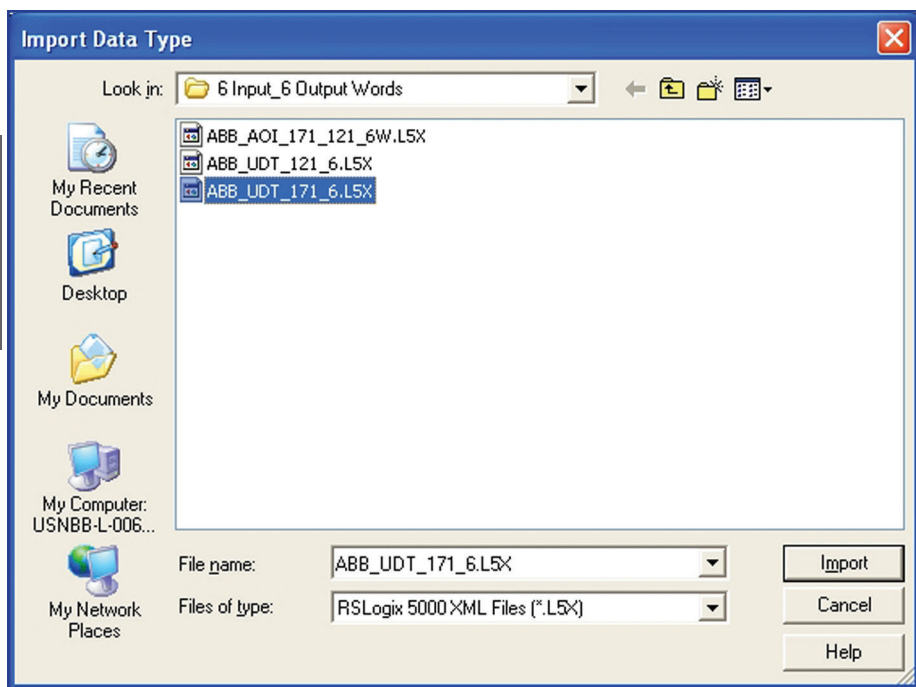 Import Data Type
Look in:
6 Input_6 Output Words
ABB_AOI_171_121_6W.L5X
ABB_UDT_121_6.L5X
ABB_UDT_171_6.L5X
My Recent
Documents
Desktop
My Documents
My Computer:
USNBB-L-006...
My Network
Places
File name:
ABB_UDT_171_6.L5X
Import
Files of type:
RSLogix 5000 XML Files (*.L5X)
Cancel
Help